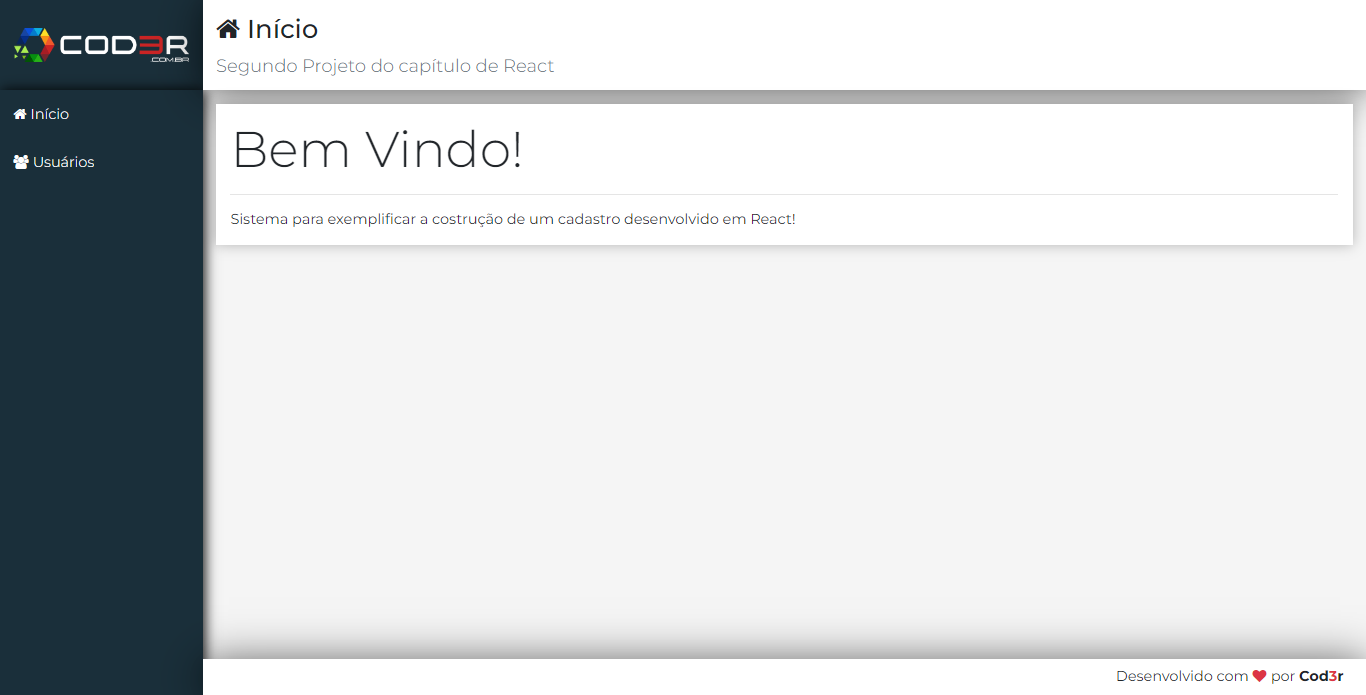 COD3R
.COM.BR
Início
Usuários
Início
Segundo Projeto do capítulo de React
Bem Vindo!
Sistema para exemplificar a costrução de um cadastro desenvolvido em React!
Desenvolvido com por Cod3r